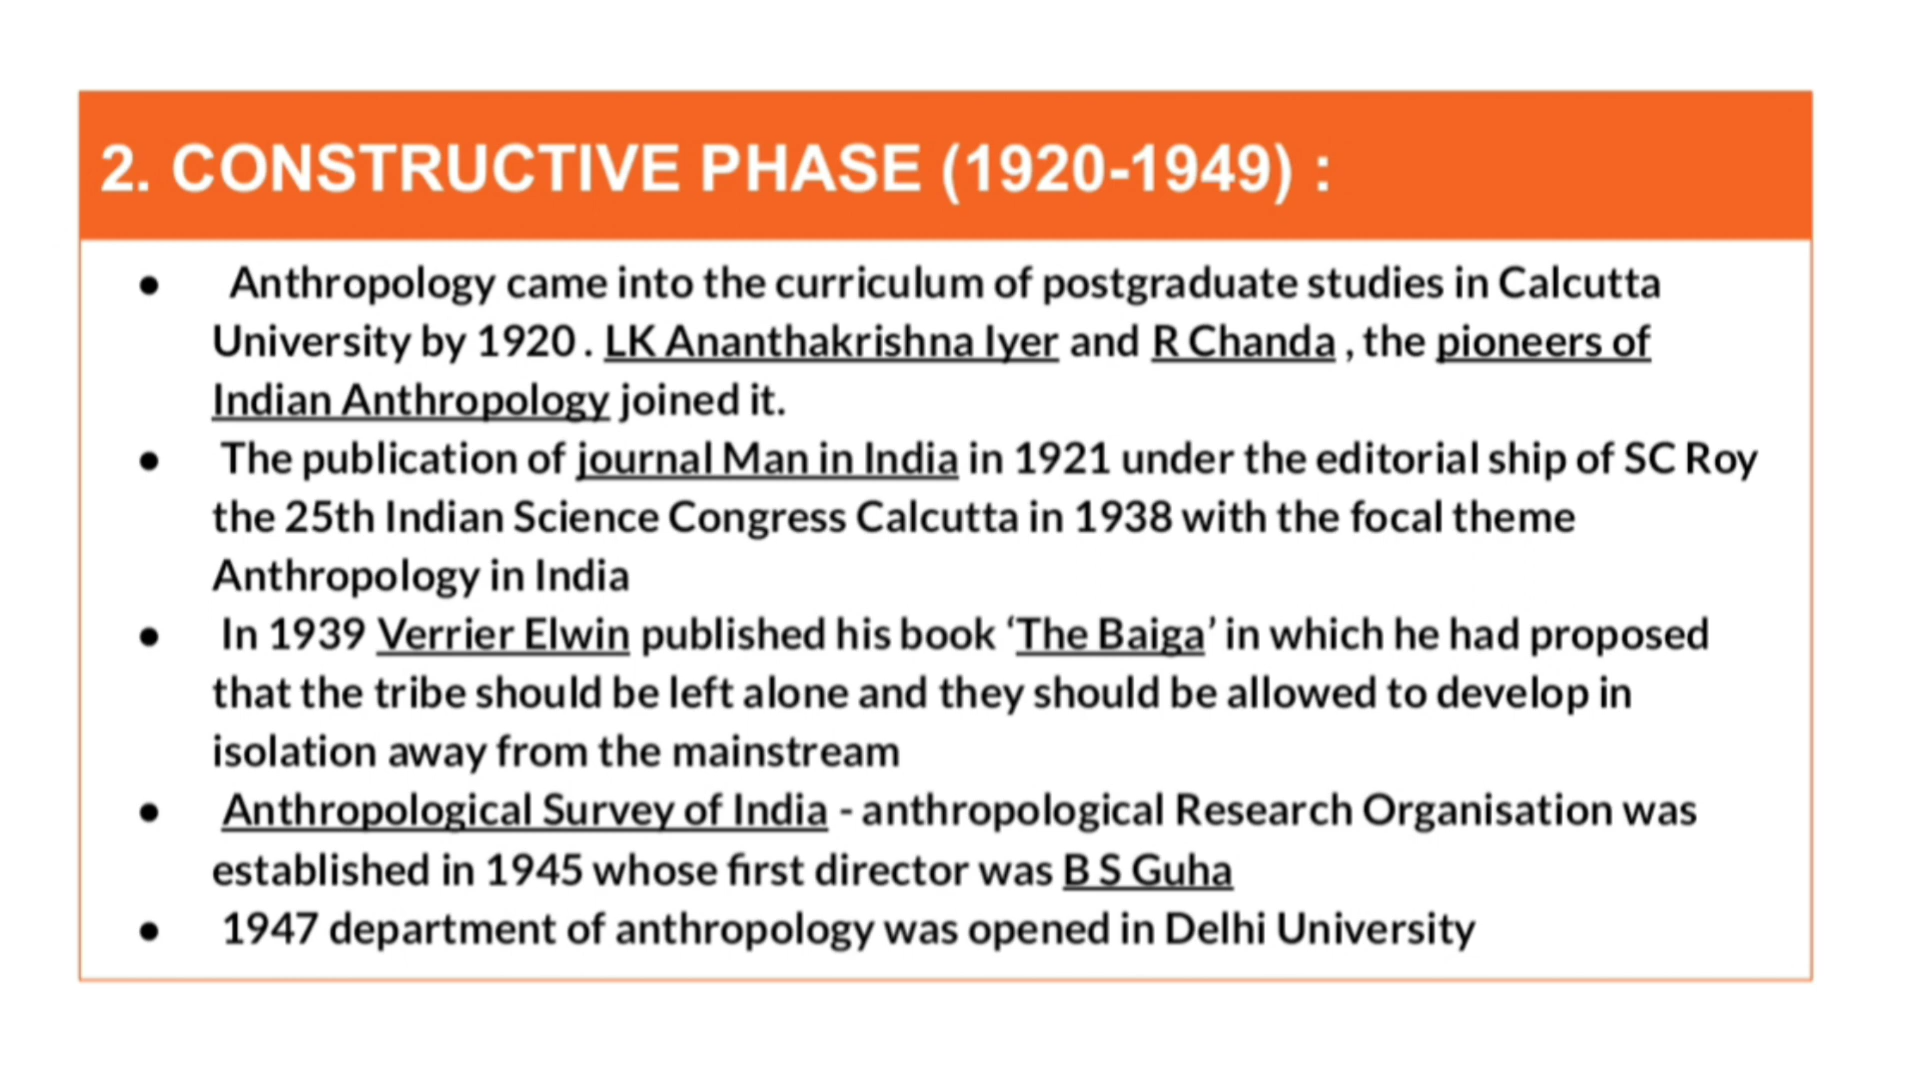 2. CONSTRUCTIVE PHASE (1920-1949) :
● Anthropology came into the curriculum of postgraduate studies in Calcutta
University by 1920 . LK Ananthakrishna Iyer and R Chanda , the pioneers of
Indian Anthropology joined it.
● The publication of journal Man in India in 1921 under the editorial ship of SC Roy
the 25th Indian Science Congress Calcutta in 1938 with the focal theme
Anthropology in India
● In 1939 Verrier Elwin published his book ‘The Baiga’ in which he had proposed
that the tribe should be left alone and they should be allowed to develop in
isolation away from the mainstream
● Anthropological Survey of India - anthropological Research Organisation was
established in 1945 whose first director was B S Guha
● 1947 department of anthropology was opened in Delhi University